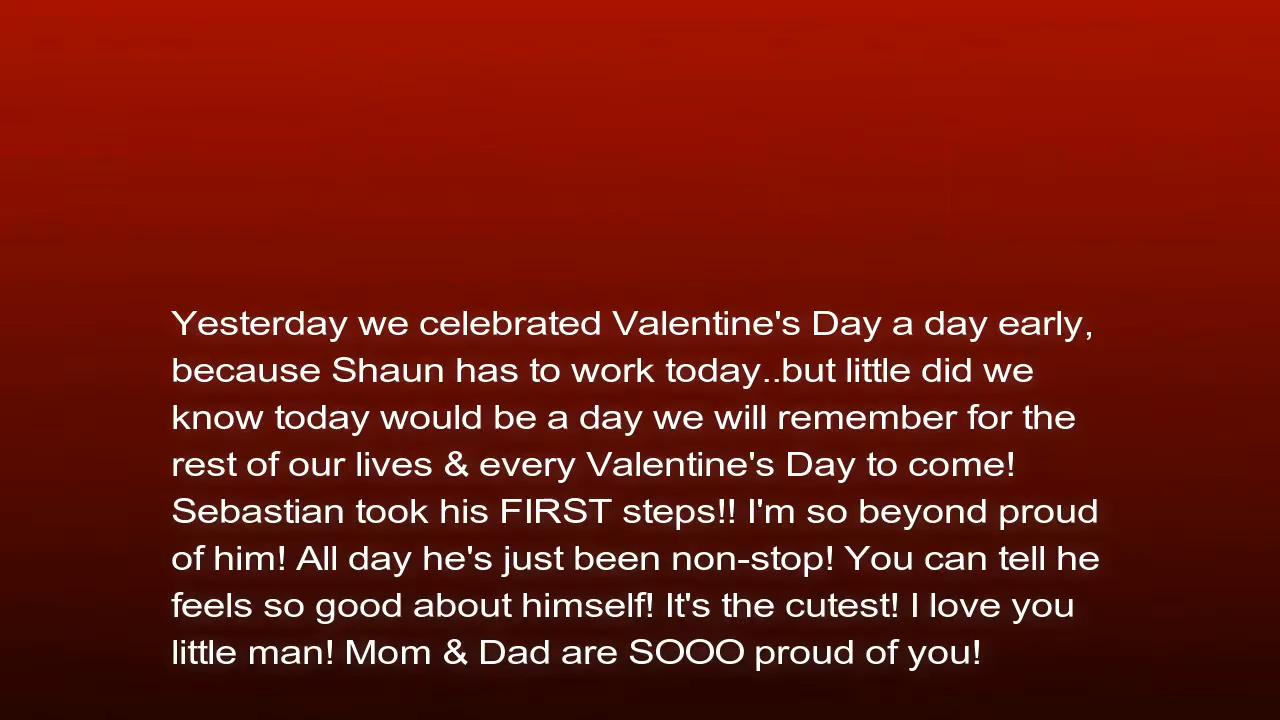 Yesterday we celebrated Valentine's Day a day early,
because Shaun has to work today..but little did we
know today would be a day we will remember for the
rest of our lives & every Valentine's Day to come!
Sebastian took his FIRST steps!! I'm so beyond proud
of him! All day he's just been non-stop! You can tell he
feels so good about himself! It's the cutest! I love you
little man! Mom & Dad are SOOO proud of you!